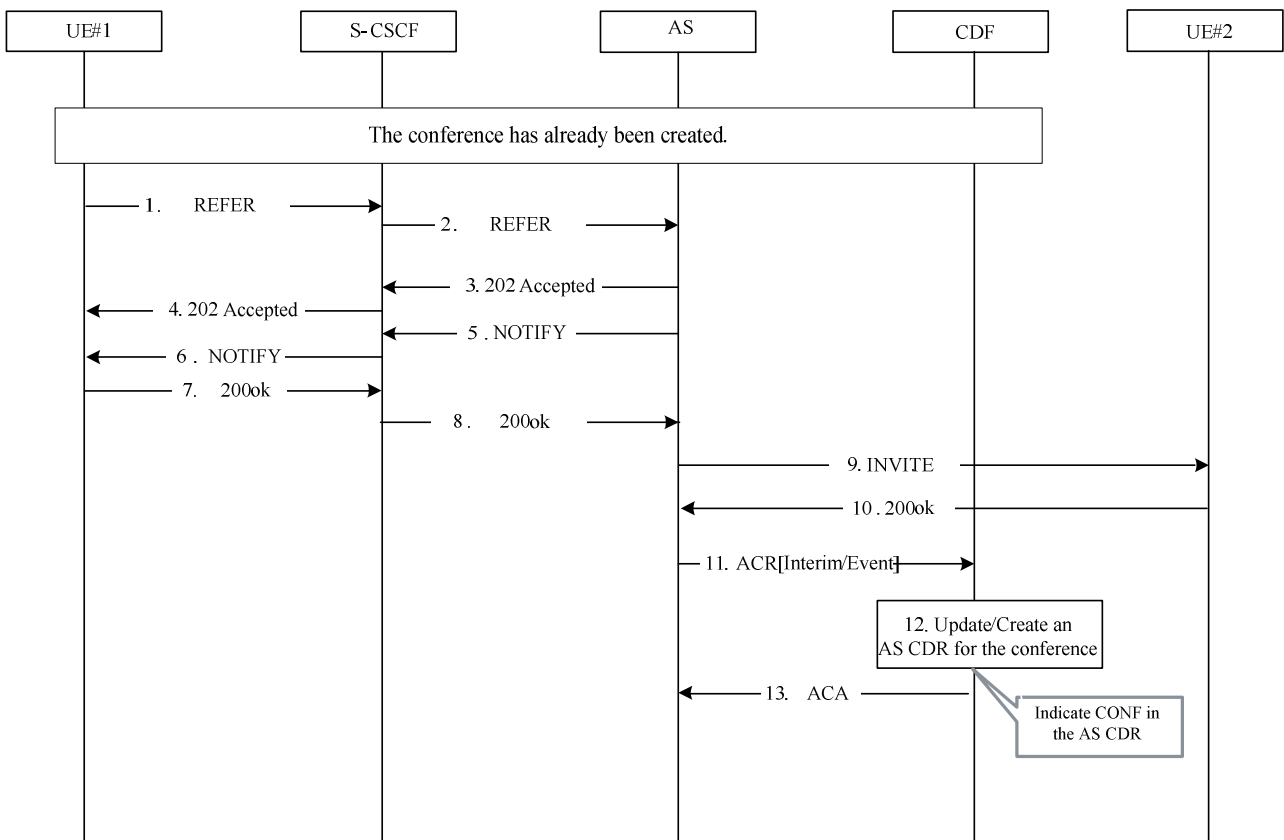 UE#1
S-CSCF
AS
CDF
UE#2
The conference has already been created.
1. REFER
2. REFER
3. 202 Accepted
4. 202 Accepted
5 . NOTIFY
6 . NOTIFY
7. 200ok
8 . 200ok
9. INVITE
10 . 200ok
11. ACR[Interim/Event]
12. Update/Create an
AS CDR for the conference
13. ACA
Indicate CONF in
the AS CDR